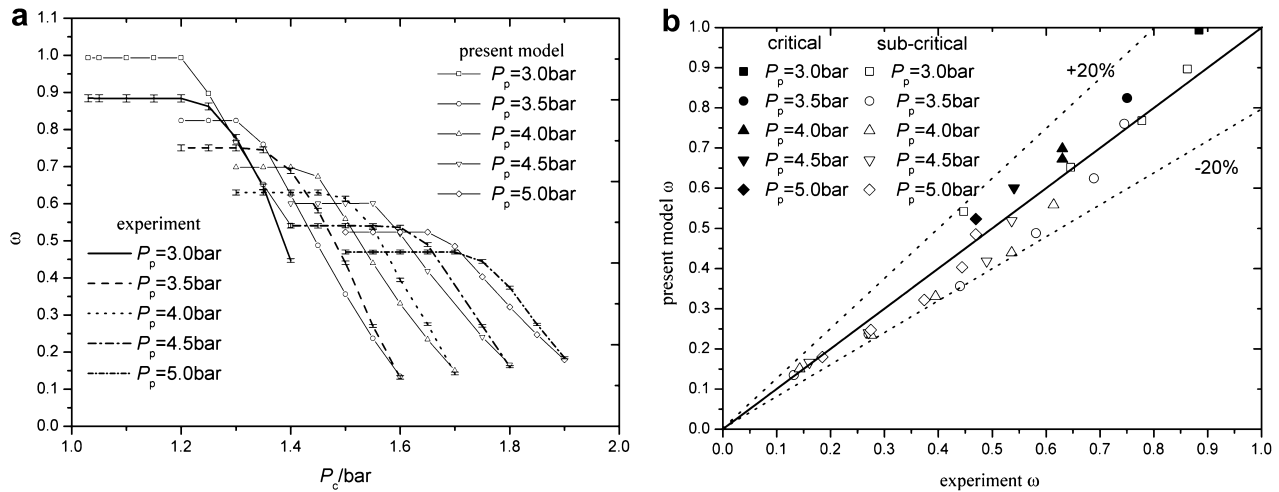 a
1.1
1.0
0.9
0.8
0.7
0.6
0.5
0.4
0.3
0.2
0.1
0.0
ω
1.0
1.2
1.4
1.6
1.8
2.0
Pc/bar
present model
Pp=3.0bar
Pp=3.5bar
Pp=4.0bar
Pp=4.5bar
Pp=5.0bar
experiment
Pp=3.0bar
Pp=3.5bar
Pp=4.0bar
Pp=4.5bar
Pp=5.0bar
b
1.0
0.9
0.8
0.7
0.6
0.5
0.4
0.3
0.2
0.1
0.0
present model ω
0.0
0.1
0.2
0.3
0.4
0.5
0.6
0.7
0.8
0.9
1.0
experiment ω
critical
sub-critical
Pp=3.0bar
Pp=3.0bar
Pp=3.5bar
Pp=3.5bar
Pp=4.0bar
Pp=4.0bar
Pp=4.5bar
Pp=4.5bar
Pp=5.0bar
Pp=5.0bar
+20%
-20%